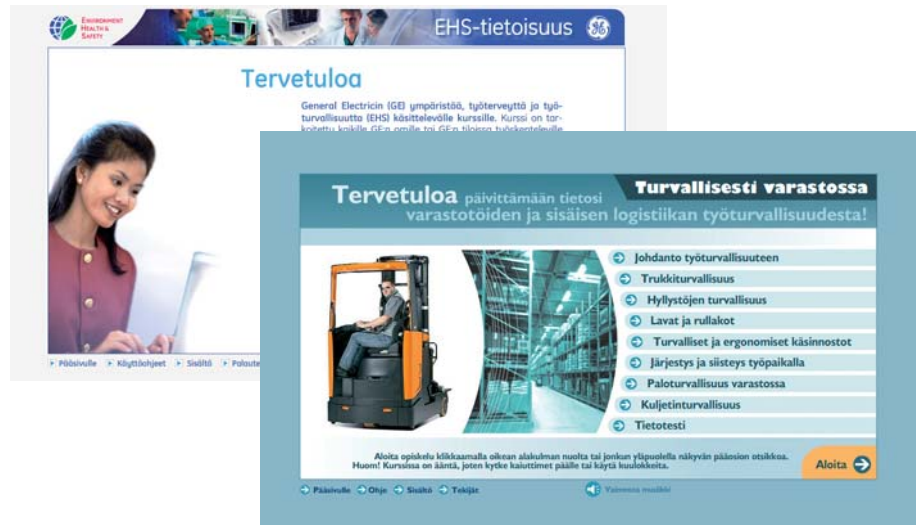 ENVIRONMENT
HEALTH &
SAFETY
EHS-tietoisuus
Tervetuloa
General Electricin (GE) ympäristöä, työterveyttä ja työ-
turvallisuutta (EHS) käsittelevälle kurssille. Kurssi on tar-
koitettu kaikille GE:n omille tai GE:n tiloissa työskenteleville
Pääsivulle Käyttöohjeet Sisältö Palaute
Turvallisesti varastossa
Tervetuloa päivittämään tietosi
varastotöiden ja sisäisen logistiikan työturvallisuudesta!
Johdanto työturvallisuuteen
Trukkiturvallisuus
Hyllystöjen turvallisuus
Lavat ja rullakot
Turvalliset ja ergonomiset käsinnostot
Järjestys ja siisteys työpaikalla
Paloturvallisuus varastossa
Kuljetinturvallisuus
Tietotesti
Aloita opiskelu klikkaamalla oikean alakulman nuolta tai jonkun yläpuolella näkyvän pääosion otsikkoa.
Huom! Kurssissa on ääntä, joten kytke kaiuttimet päälle tai käytä kuulokkeita.
Aloita
Pääsivulle Ohje Sisältö Tekijät
Vaimenna musiikki